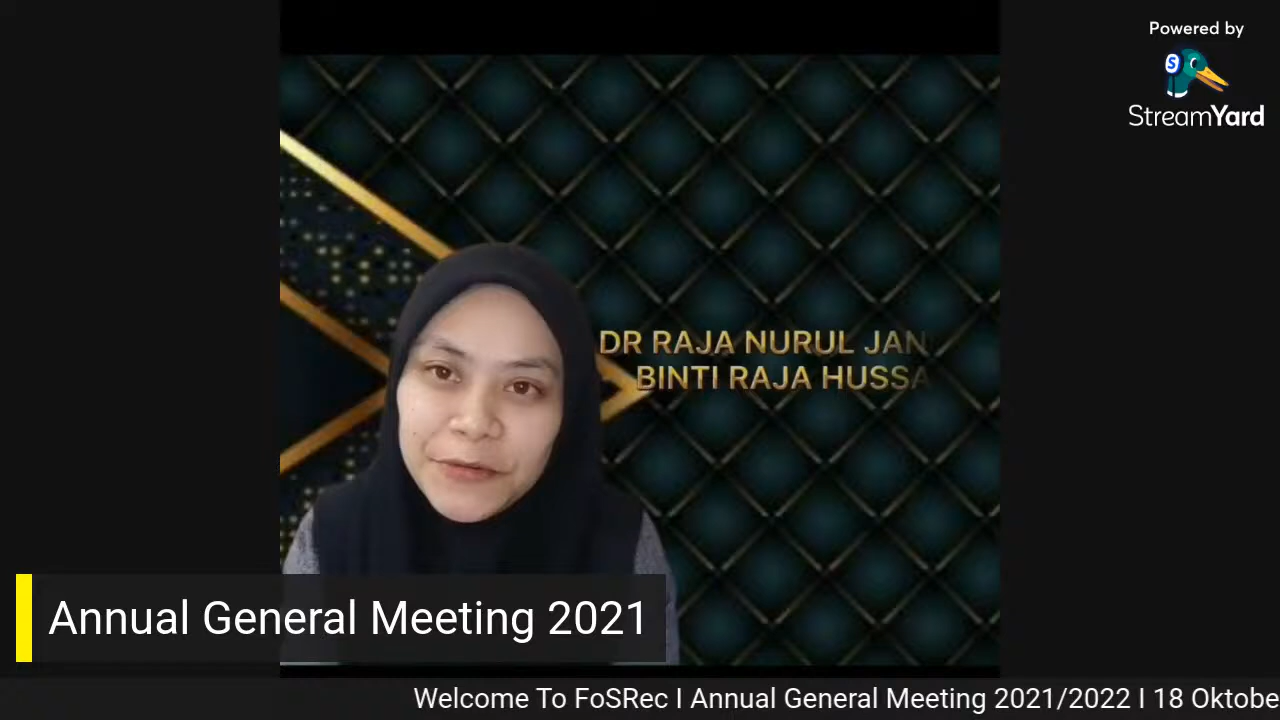 Powered by
StreamYard
DR RAJA NURUL JAN
BINTI RAJA HUSSA
Annual General Meeting 2021
Welcome To FoSRec I Annual General Meeting 2021/2022 I 18 Oktobe